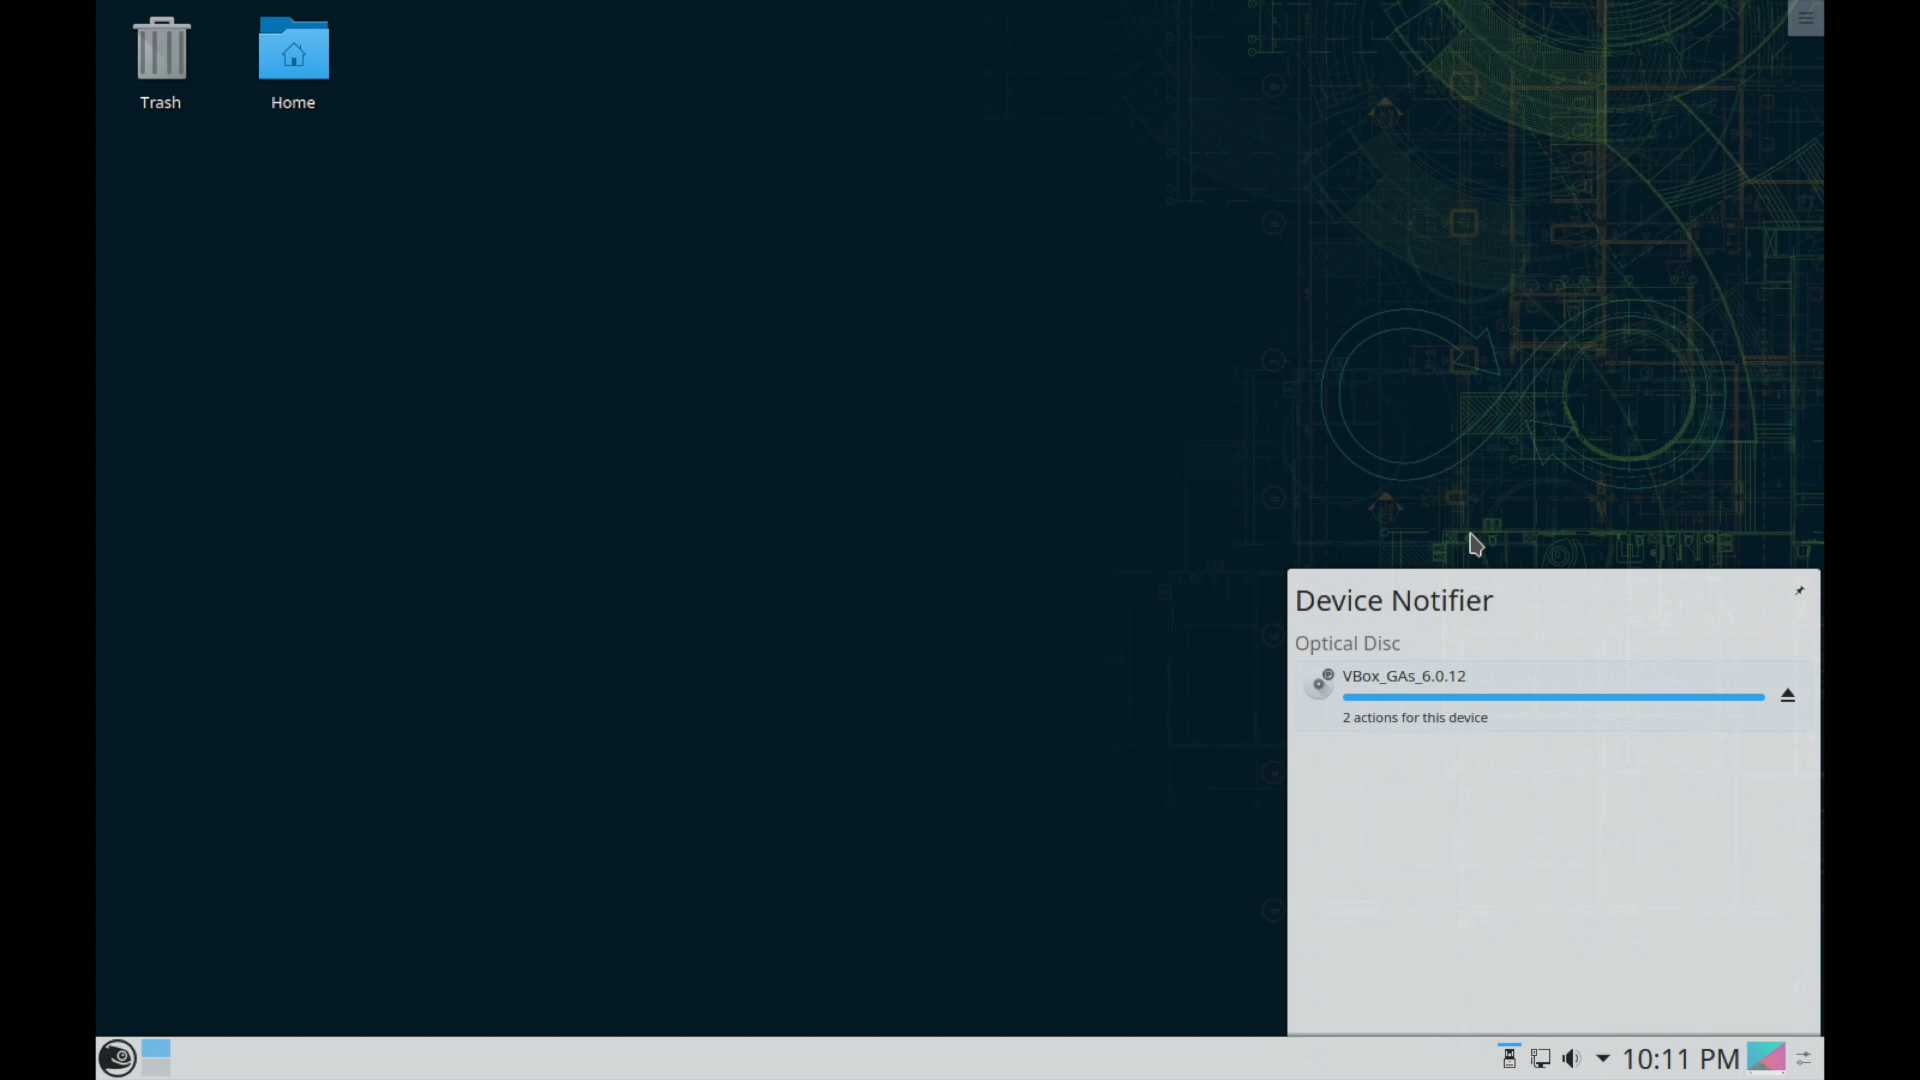 Trash
Home
Device Notifier
Optical Disc
VBox_GAs_6.0.12
2 actions for this device
10:11 PM